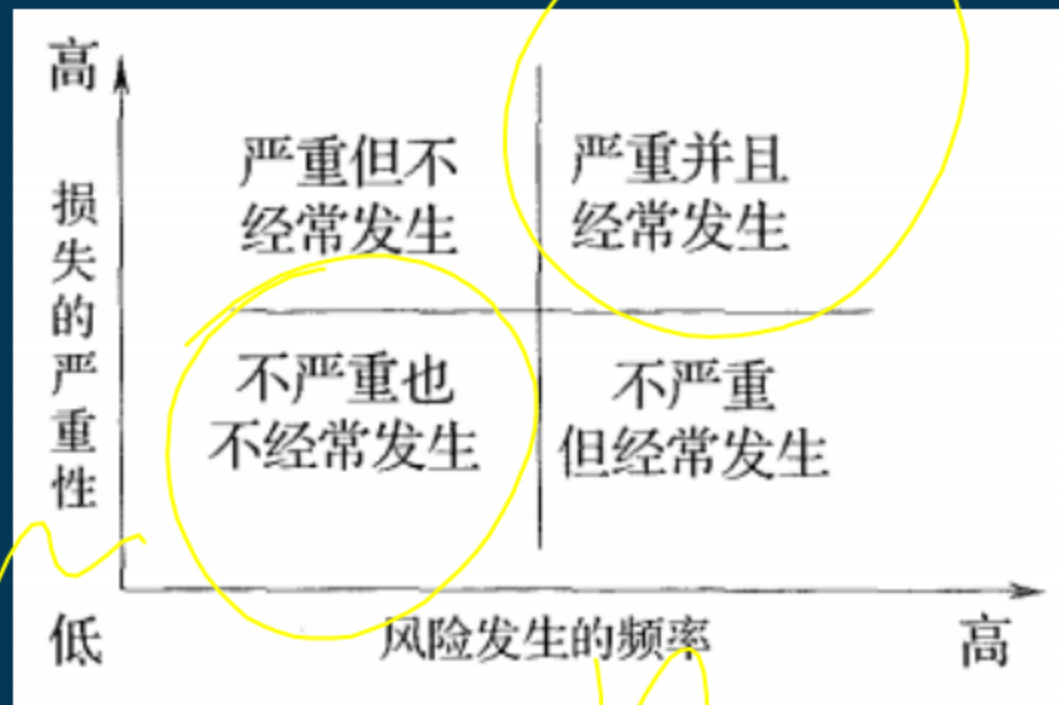 高
损失的严重性
严重但不
经常发生
严重并且
经常发生
不严重也
不经常发生
不严重
但经常发生
低
风险发生的频率
高